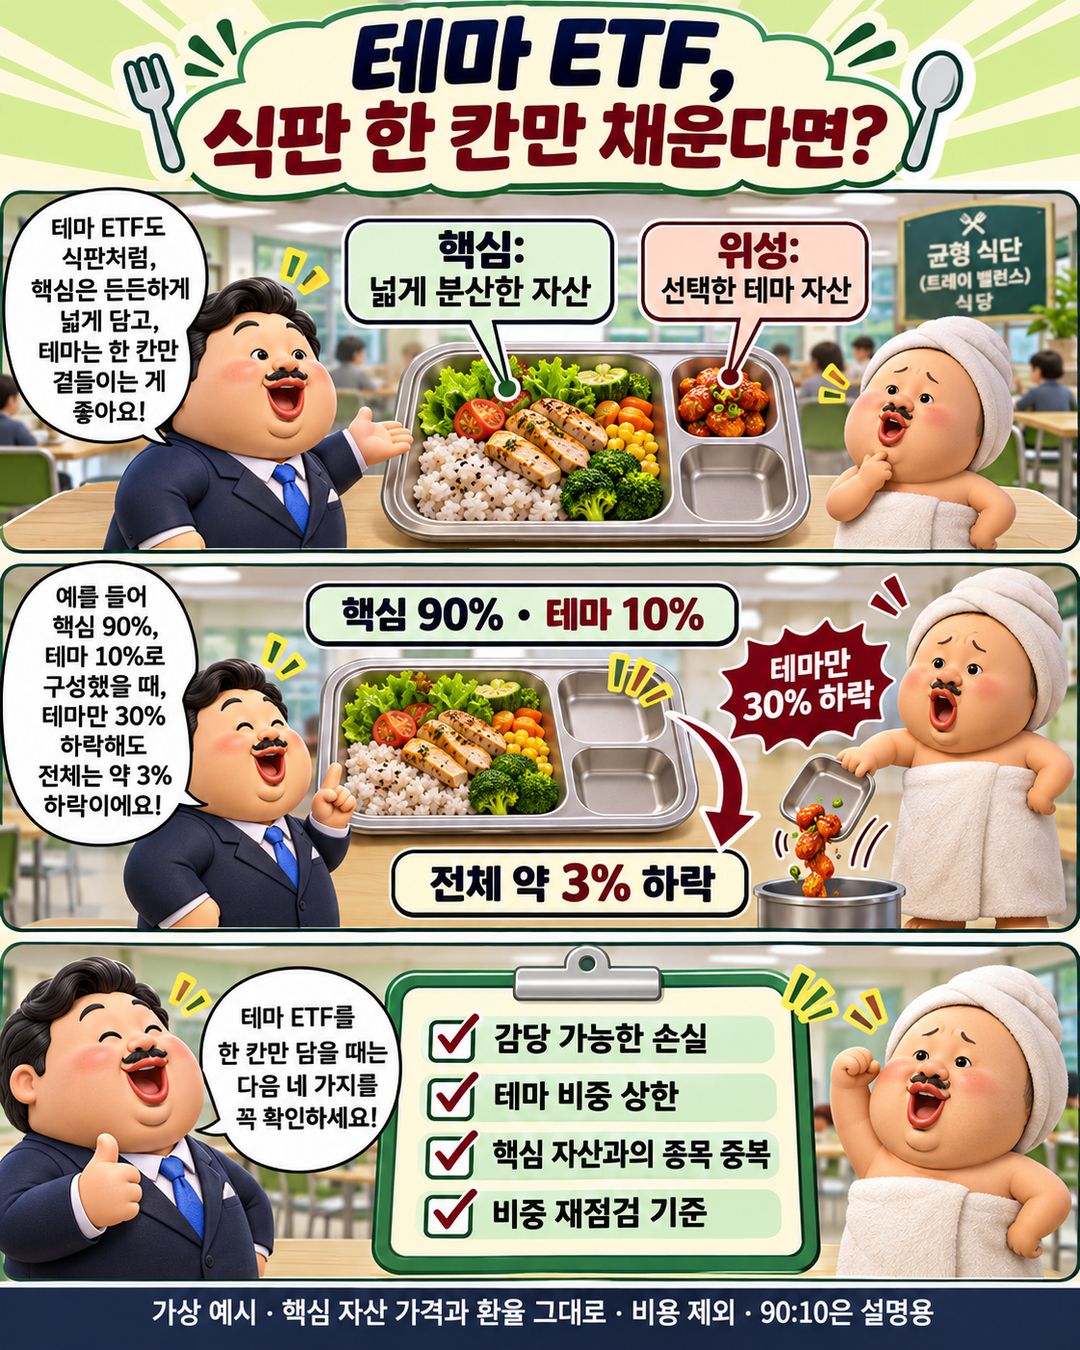 테마 ETF,
식판 한 칸만 채운다면?
테마 ETF도
식판처럼,
핵심은 든든하게
넓게 담고,
테마는 한 칸만
곁들이는 게
좋아요!
핵심:
넓게 분산한 자산
위성:
선택한 테마 자산
균형 식단
(트레이 밸런스)
식당
예를 들어
핵심 90%,
테마 10%로
구성했을 때,
테마만 30%
하락해도
전체는 약 3%
하락이에요!
핵심 90% · 테마 10%
테마만
30% 하락
전체 약 3% 하락
테마 ETF를
한 칸만 담을 때는
다음 네 가지를
꼭 확인하세요!
감당 가능한 손실
테마 비중 상한
핵심 자산과의 종목 중복
비중 재점검 기준
가상 예시 · 핵심 자산 가격과 환율 그대로 · 비용 제외 · 90:10은 설명용